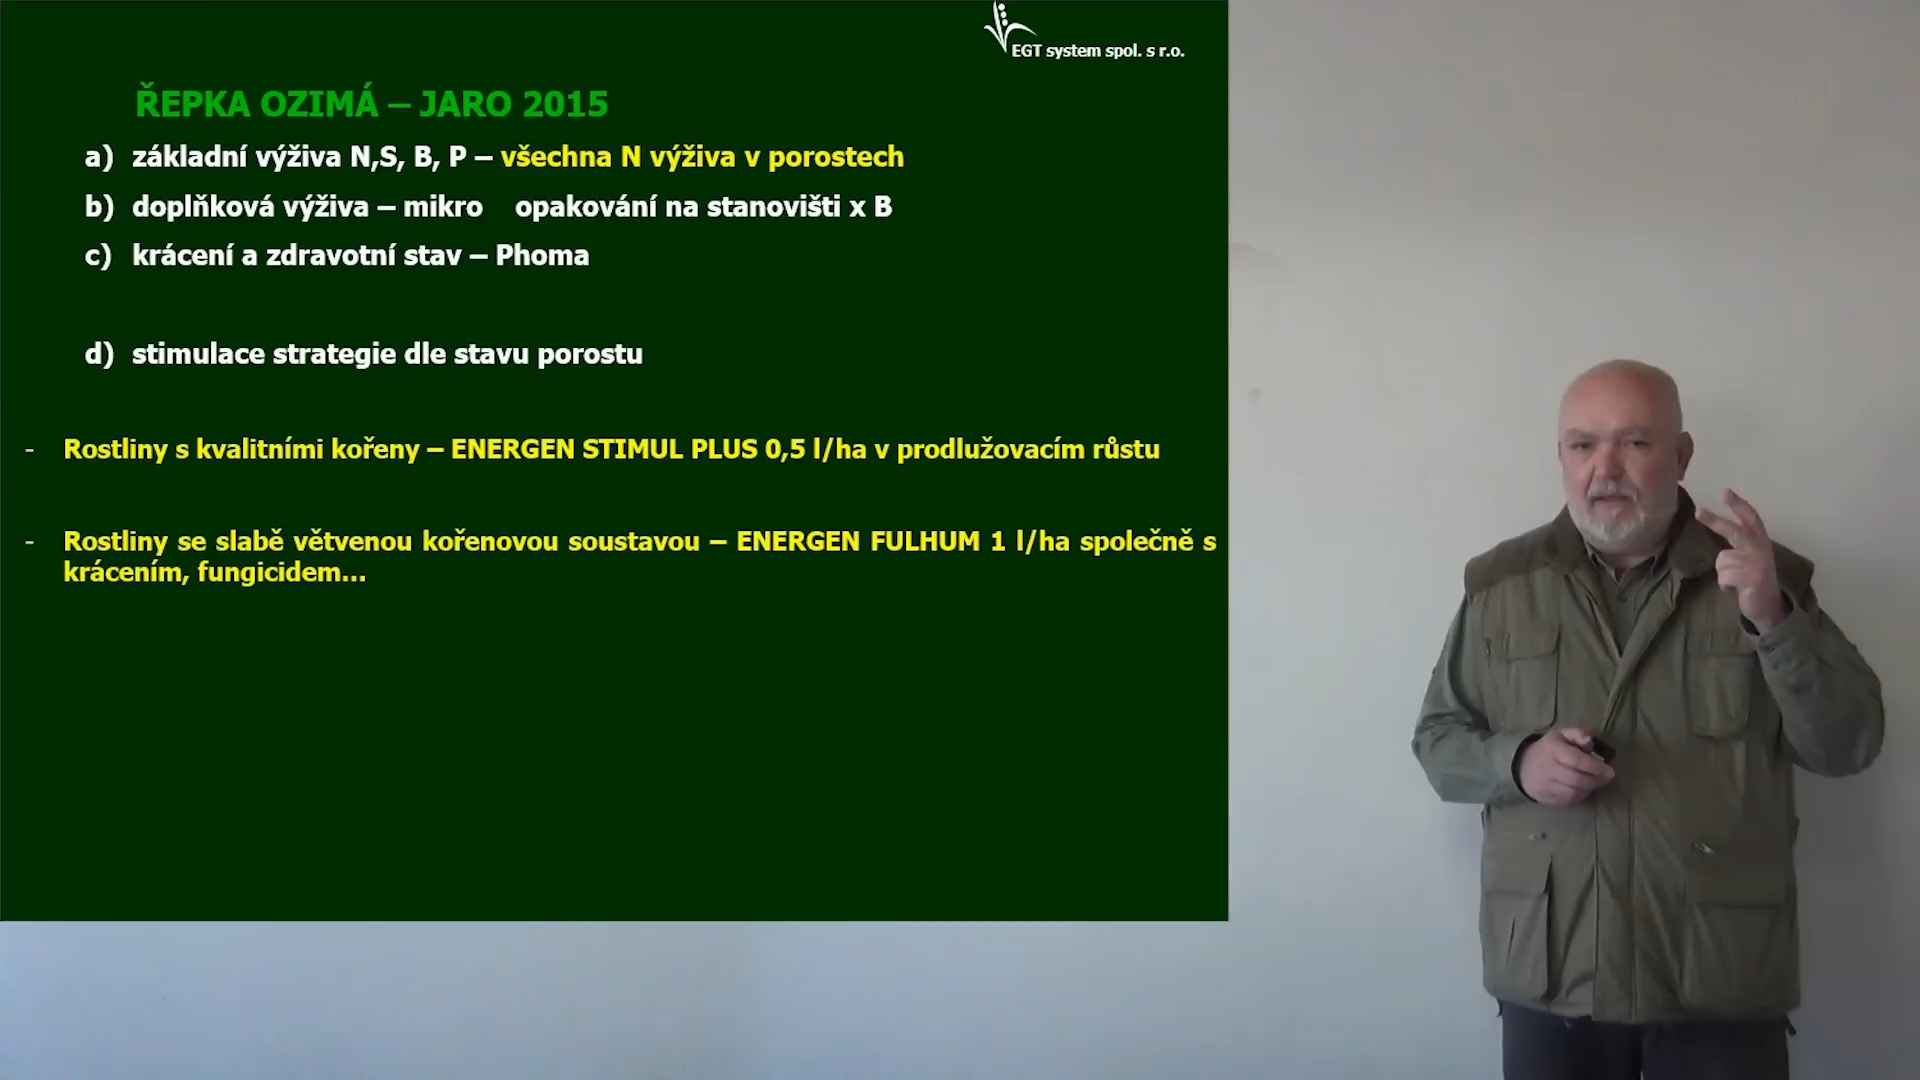 EGT system spol. s r.o.
ŘEPKA OZIMÁ – JARO 2015
a) základní výživa N,S, B, P – všechna N výživa v porostech
b) doplňková výživa – mikro opakování na stanovišti x B
c) krácení a zdravotní stav – Phoma
d) stimulace strategie dle stavu porostu
- Rostliny s kvalitními kořeny – ENERGEN STIMUL PLUS 0,5 l/ha v prodlužovacím růstu
- Rostliny se slabě větvenou kořenovou soustavou – ENERGEN FULHUM 1 l/ha společně s
krácením, fungicidem...